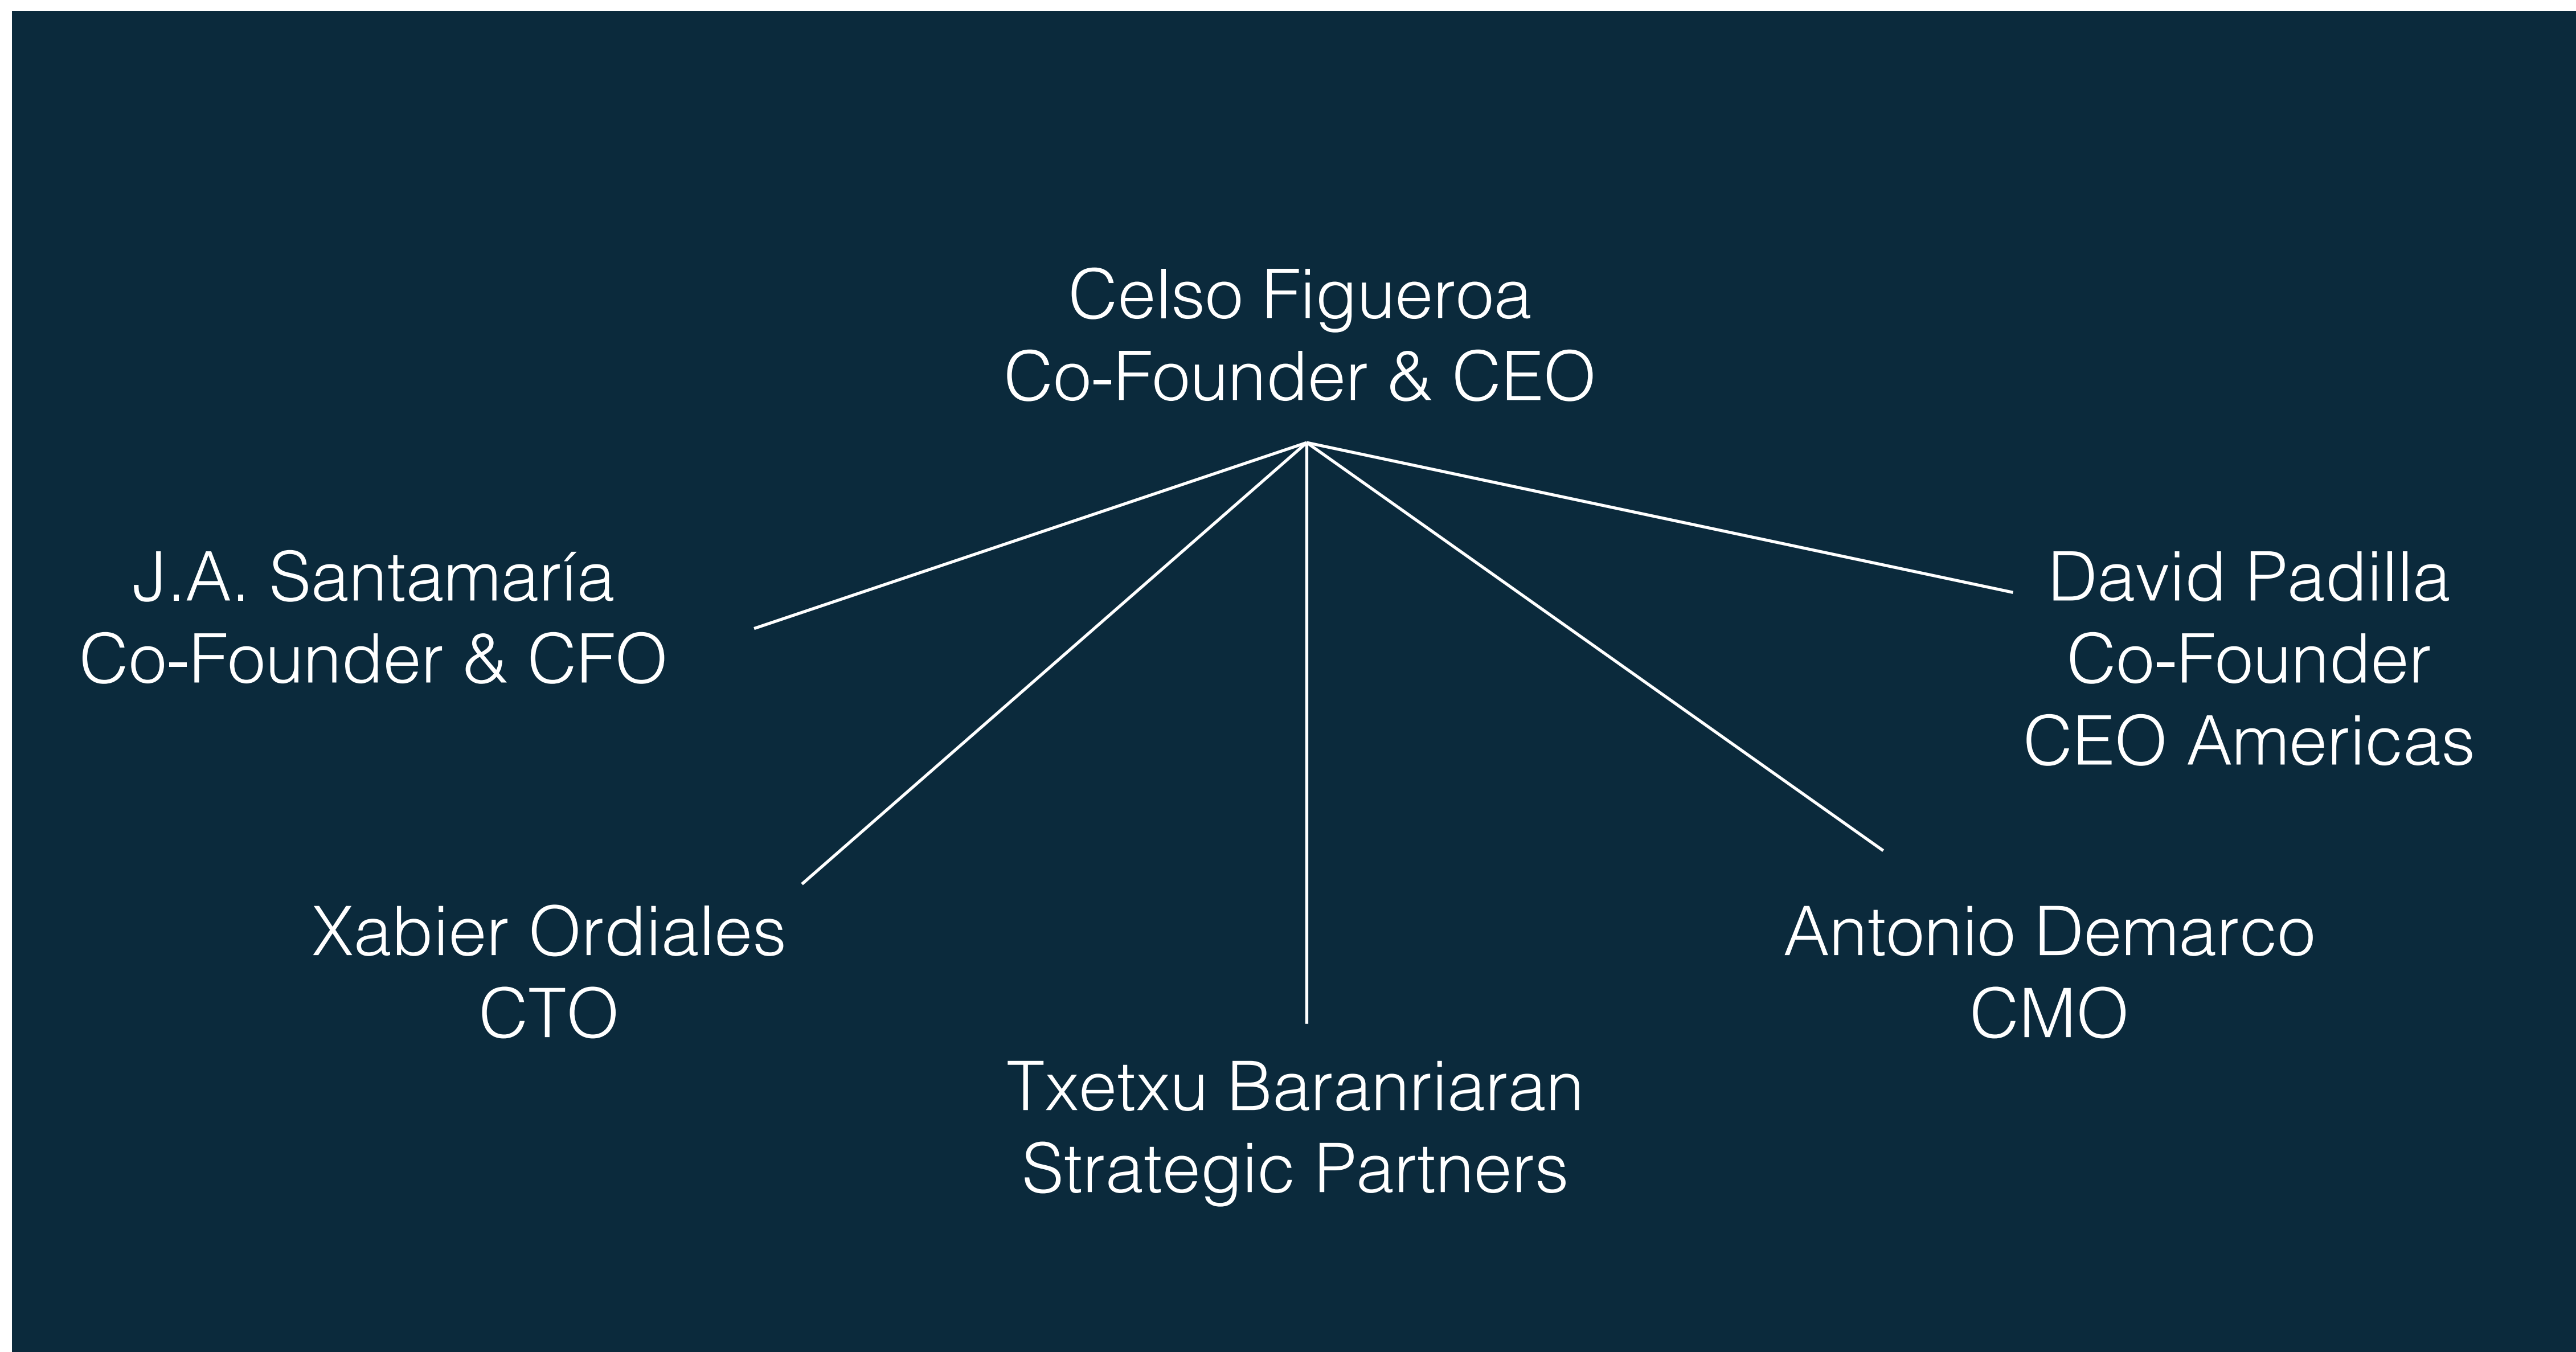 Celso Figueroa
Co-Founder & CEO
J.A. Santamaría
Co-Founder & CFO
David Padilla
Co-Founder
CEO Americas
Xabier Ordiales
CTO
Antonio Demarco
CMO
Txetxu Baranriaran
Strategic Partners